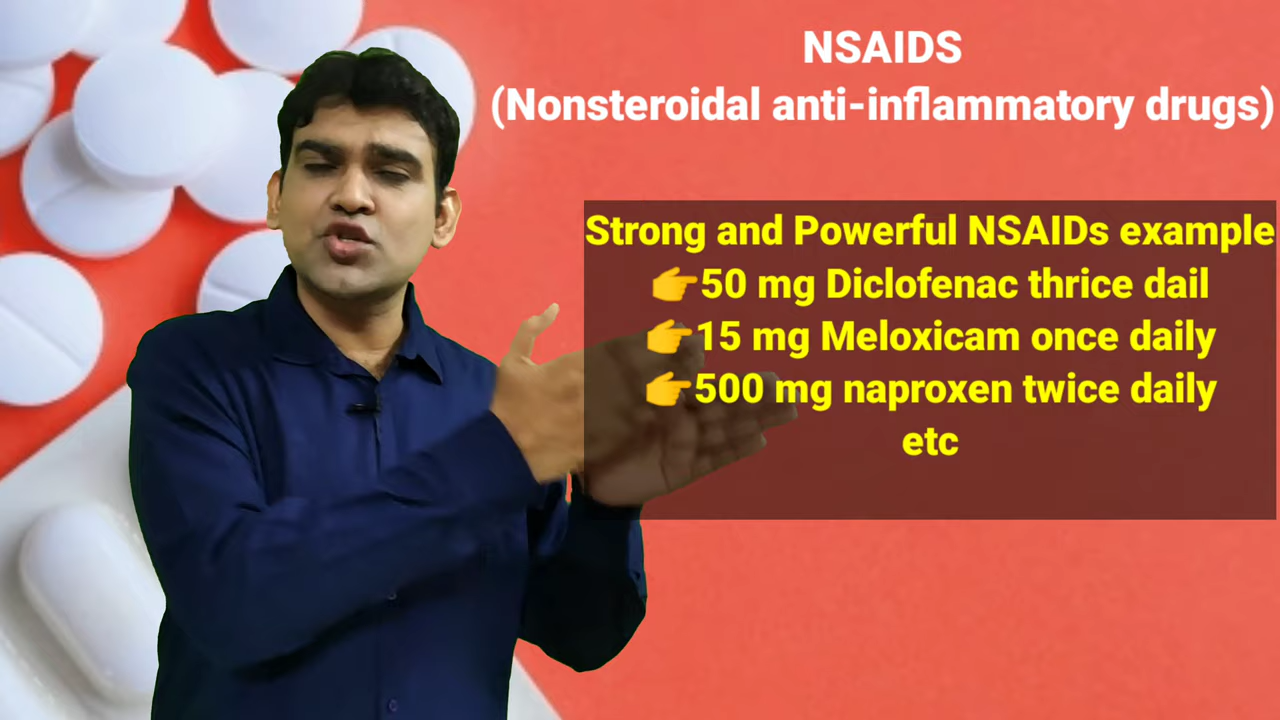 NSAIDS
(Nonsteroidal anti-inflammatory drugs)
Strong and Powerful NSAIDs example
👉50 mg Diclofenac thrice dail
👉15 mg Meloxicam once daily
👉500 mg naproxen twice daily
etc